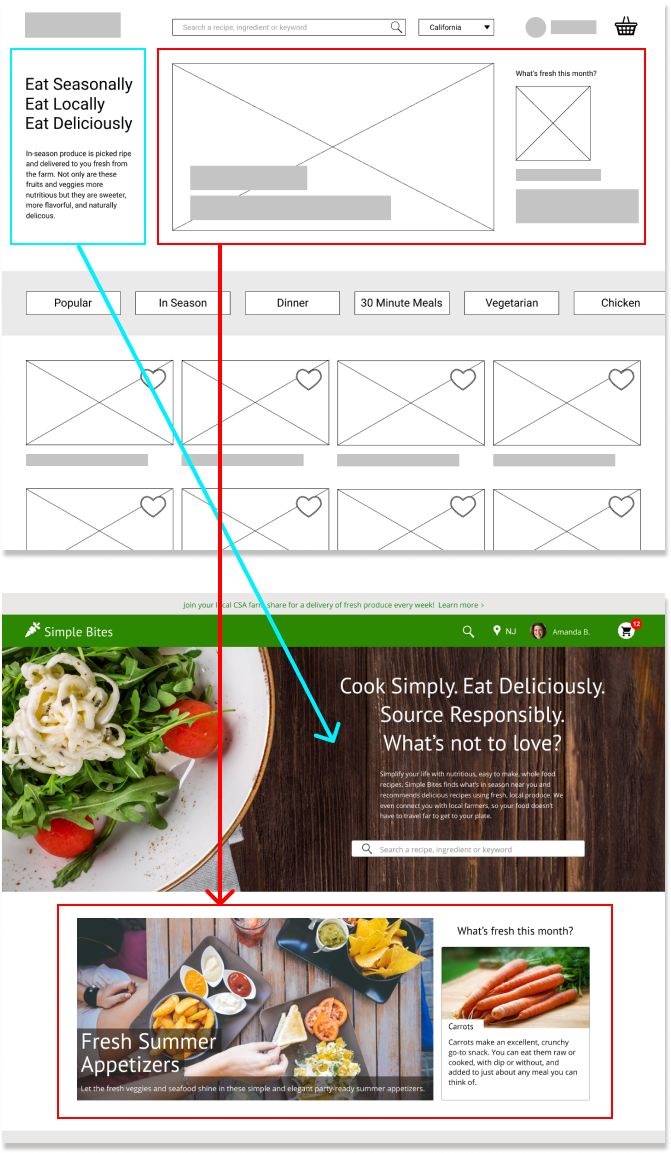 Search a recipe, ingredient or keyword
California
Eat Seasonally
Eat Locally
Eat Deliciously
In-season produce is picked ripe
and delivered to you fresh from
the farm. Not only are these
fruits and veggies more
nutritious but they are sweeter,
more flavorful, and naturally
delicous.
What's fresh this month?
Popular
In Season
Dinner
30 Minute Meals
Vegetarian
Chicken
Join your local CSA farm share for a delivery of fresh produce every week! Learn more >
Simple Bites
NJ
Amanda B.
12
Cook Simply. Eat Deliciously.
Source Responsibly.
What's not to love?
Simplify your life with nutritious, easy to make, whole food
recipes. Simple Bites finds what's in season near you and
recommends delicious recipes using fresh, local produce. We
even connect you with local farmers, so your food doesn't
have to travel far to get to your plate.
Search a recipe, ingredient or keyword
Fresh Summer
Appetizers
Let the fresh veggies and seafood shine in these simple and elegant party-ready summer appetizers.
What's fresh this month?
Carrots
Carrots make an excellent, crunchy
go-to snack. You can eat them raw or
cooked, with dip or without, and
added to just about any meal you can
think of.